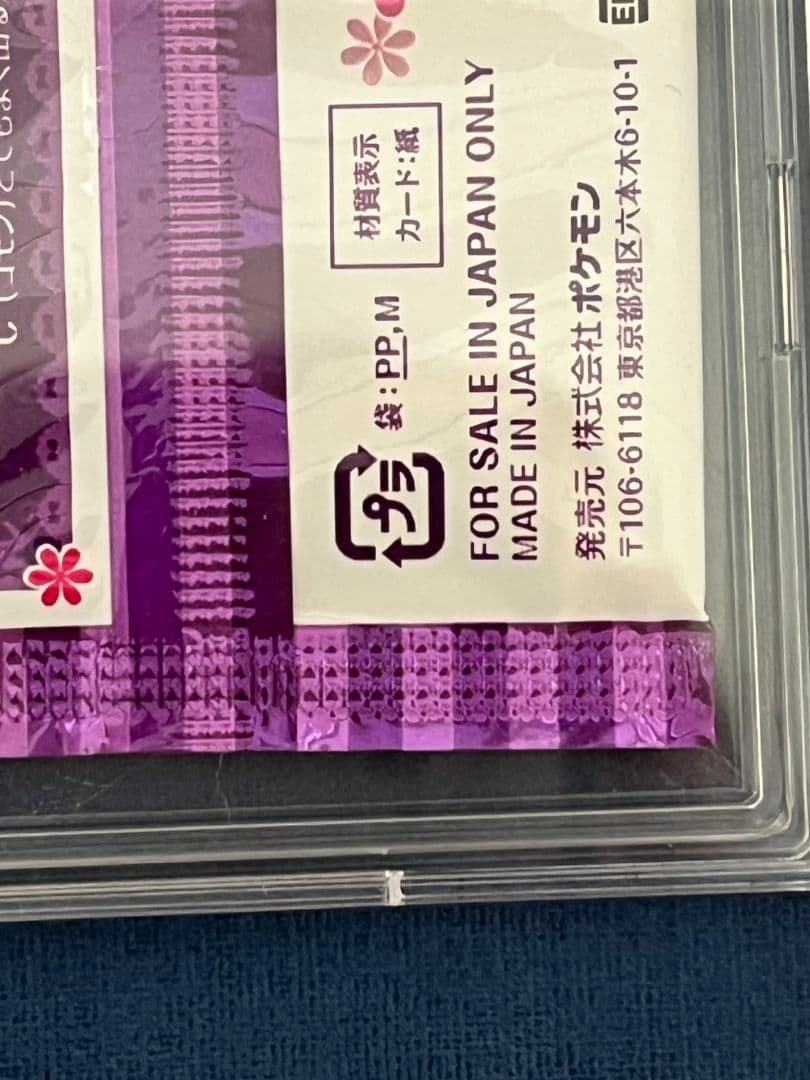 材質表示
カード:紙
プラ
袋:PP,M
FOR SALE IN JAPAN ONLY
MADE IN JAPAN
発売元 株式会社ポケモン
〒106-6118 東京都港区六本木6-10-1